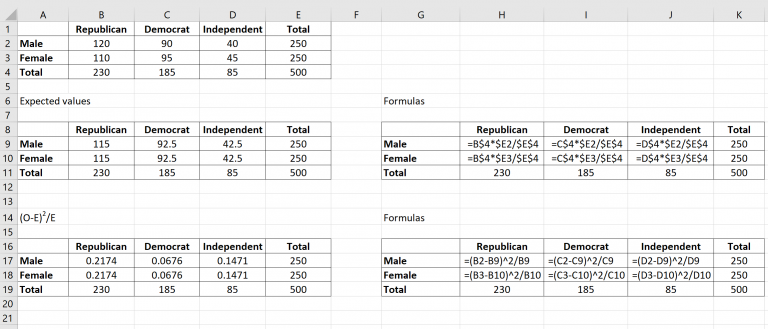 A B C D E F G H I J K
1 Republican Democrat Independent Total
2 Male 120 90 40 250
3 Female 110 95 45 250
4 Total 230 185 85 500
5
6 Expected values Formulas
7
8 Republican Democrat Independent Total Republican Democrat Independent Total
9 Male 115 92.5 42.5 250 Male =B$4*$E2/$E$4 =C$4*$E2/$E$4 =D$4*$E2/$E$4 250
10 Female 115 92.5 42.5 250 Female =B$4*$E3/$E$4 =C$4*$E3/$E$4 =D$4*$E3/$E$4 250
11 Total 230 185 85 500 Total 230 185 85 500
12
13
14 (O-E)²/E Formulas
15
16 Republican Democrat Independent Total Republican Democrat Independent Total
17 Male 0.2174 0.0676 0.1471 250 Male =(B2-B9)^2/B9 =(C2-C9)^2/C9 =(D2-D9)^2/D9 250
18 Female 0.2174 0.0676 0.1471 250 Female =(B3-B10)^2/B10 =(C3-C10)^2/C10 =(D3-D10)^2/D10 250
19 Total 230 185 85 500 Total 230 185 85 500
20
21